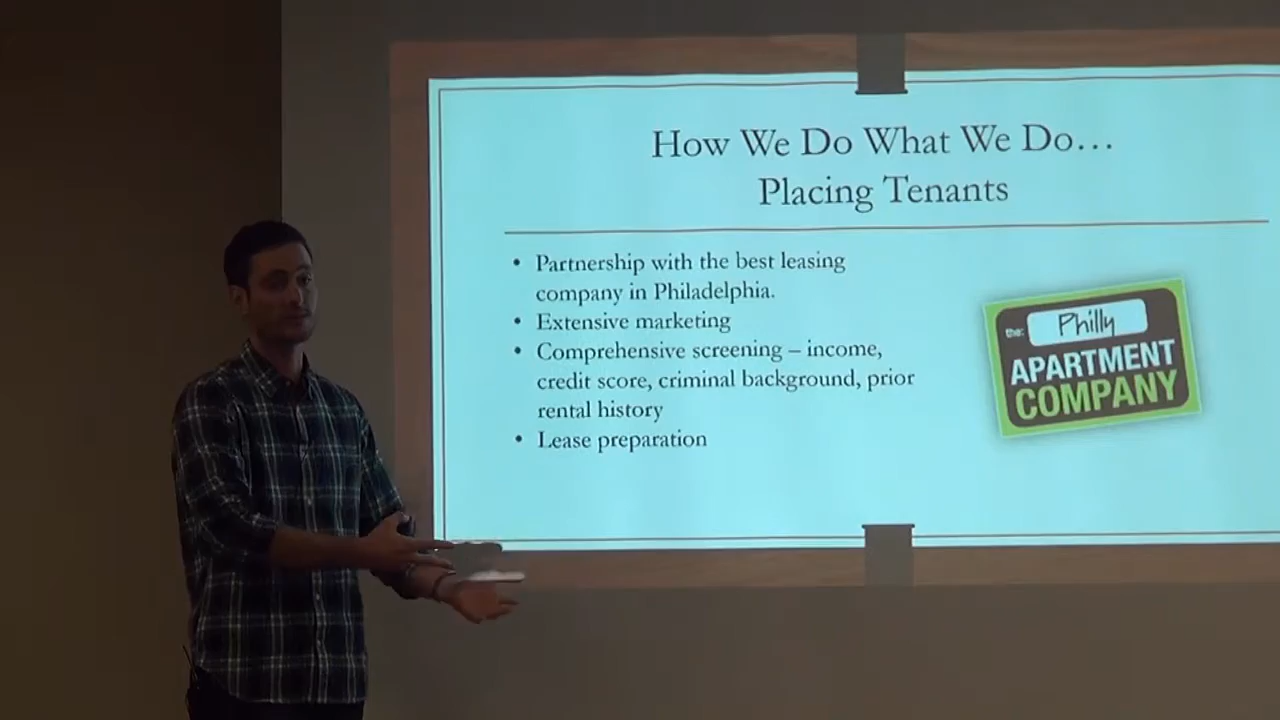 How We Do What We Do…
Placing Tenants
• Partnership with the best leasing
company in Philadelphia.
• Extensive marketing
• Comprehensive screening – income,
credit score, criminal background, prior
rental history
• Lease preparation
the: Philly
APARTMENT
COMPANY